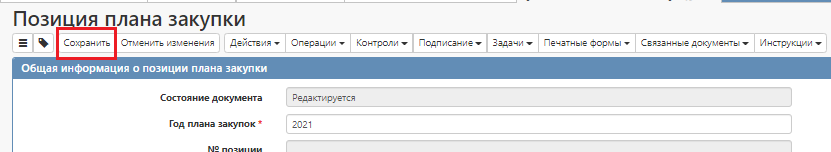 Позиция плана закупки
Сохранить Отменить изменения Действия Операции Контроли Подписание Задачи Печатные формы Связанные документы Инструкции
Общая информация о позиции плана закупки
Состояние документа Редактируется
Год плана закупок * 2021
№ позиции